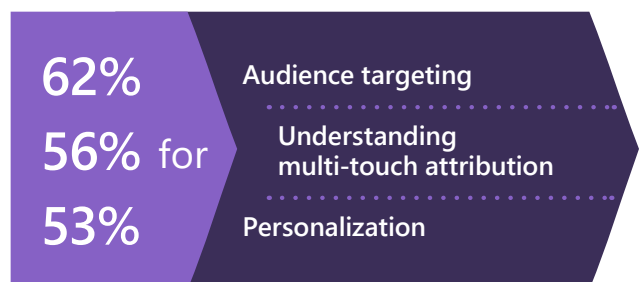 62%
Audience targeting
56% for
Understanding
multi-touch attribution
53%
Personalization